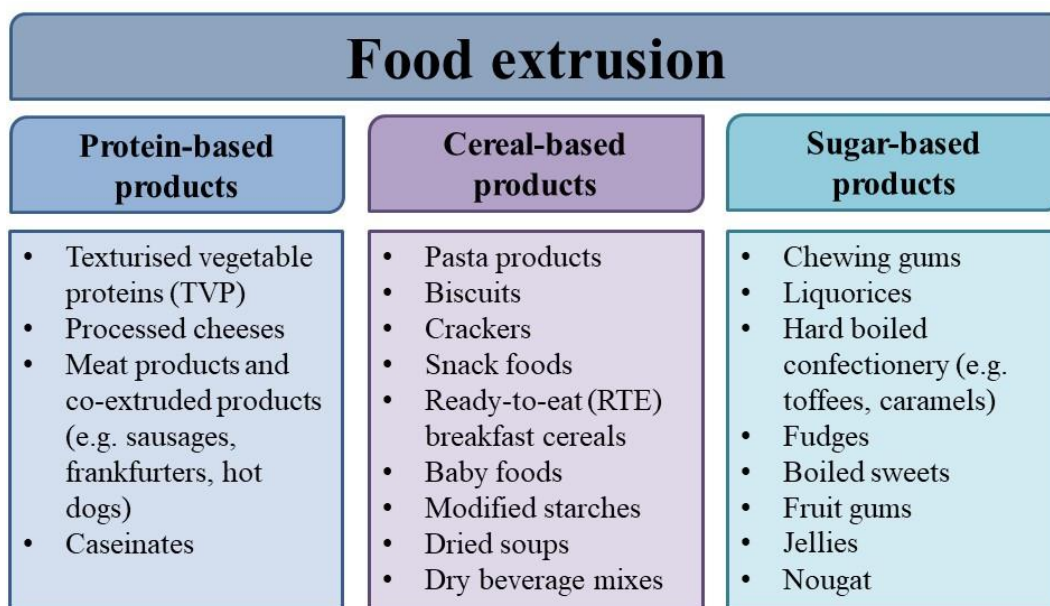 Food extrusion
Protein-based
products
• Texturised vegetable
proteins (TVP)
• Processed cheeses
• Meat products and
co-extruded products
(e.g. sausages,
frankfurters, hot
dogs)
• Caseinates
Cereal-based
products
• Pasta products
• Biscuits
• Crackers
• Snack foods
• Ready-to-eat (RTE)
breakfast cereals
• Baby foods
• Modified starches
• Dried soups
• Dry beverage mixes
Sugar-based
products
• Chewing gums
• Liquorices
• Hard boiled
confectionery (e.g.
toffees, caramels)
• Fudges
• Boiled sweets
• Fruit gums
• Jellies
• Nougat